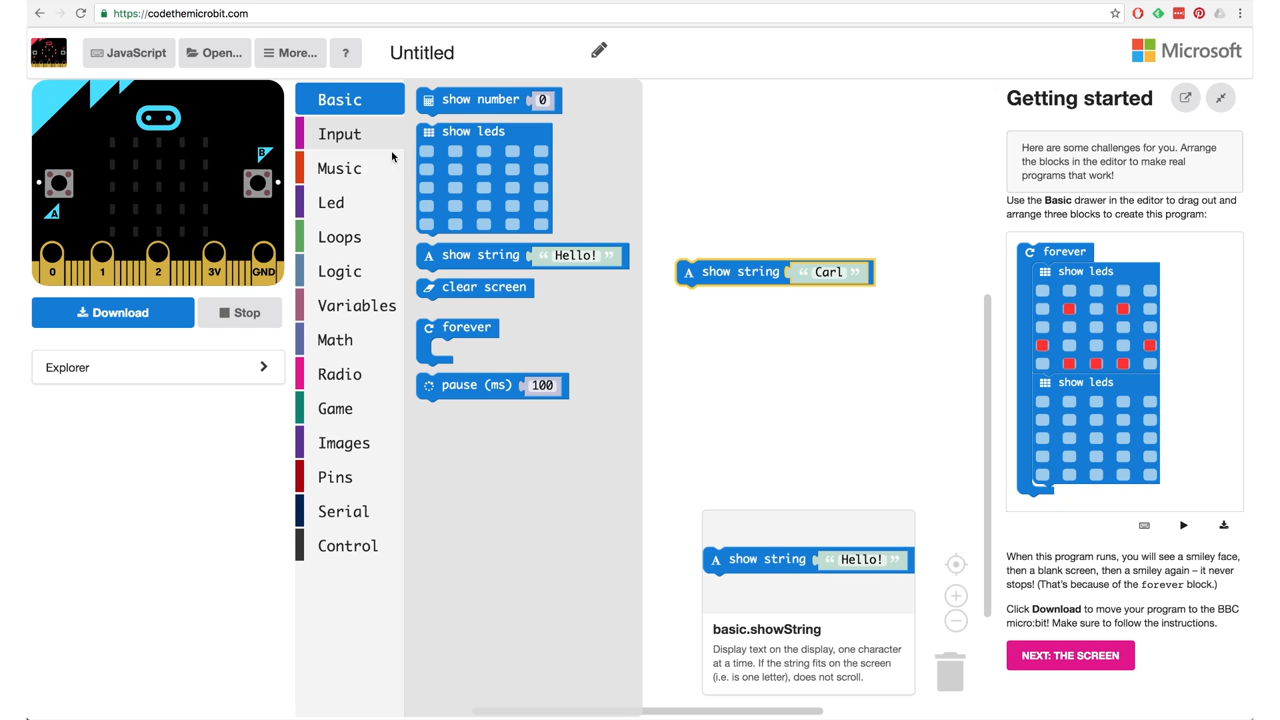 https://codethemicrobit.com
JavaScript
Open...
More...
?
Untitled
Microsoft
B
A
0
1
2
3V
GND
Download
Stop
Explorer
Basic
Input
Music
Led
Loops
Logic
Variables
Math
Radio
Game
Images
Pins
Serial
Control
show number 0
show leds
A show string “ Hello! ”
clear screen
forever
pause (ms) 100
A show string “ Carl ”
A show string “ Hello! ”
basic.showString
Display text on the display, one character
at a time. If the string fits on the screen
(i.e. is one letter), does not scroll.
Getting started
Here are some challenges for you. Arrange
the blocks in the editor to make real
programs that work!
Use the Basic drawer in the editor to drag out and
arrange three blocks to create this program:
forever
show leds
show leds
When this program runs, you will see a smiley face,
then a blank screen, then a smiley again – it never
stops! (That's because of the forever block.)
Click Download to move your program to the BBC
micro:bit! Make sure to follow the instructions.
NEXT: THE SCREEN